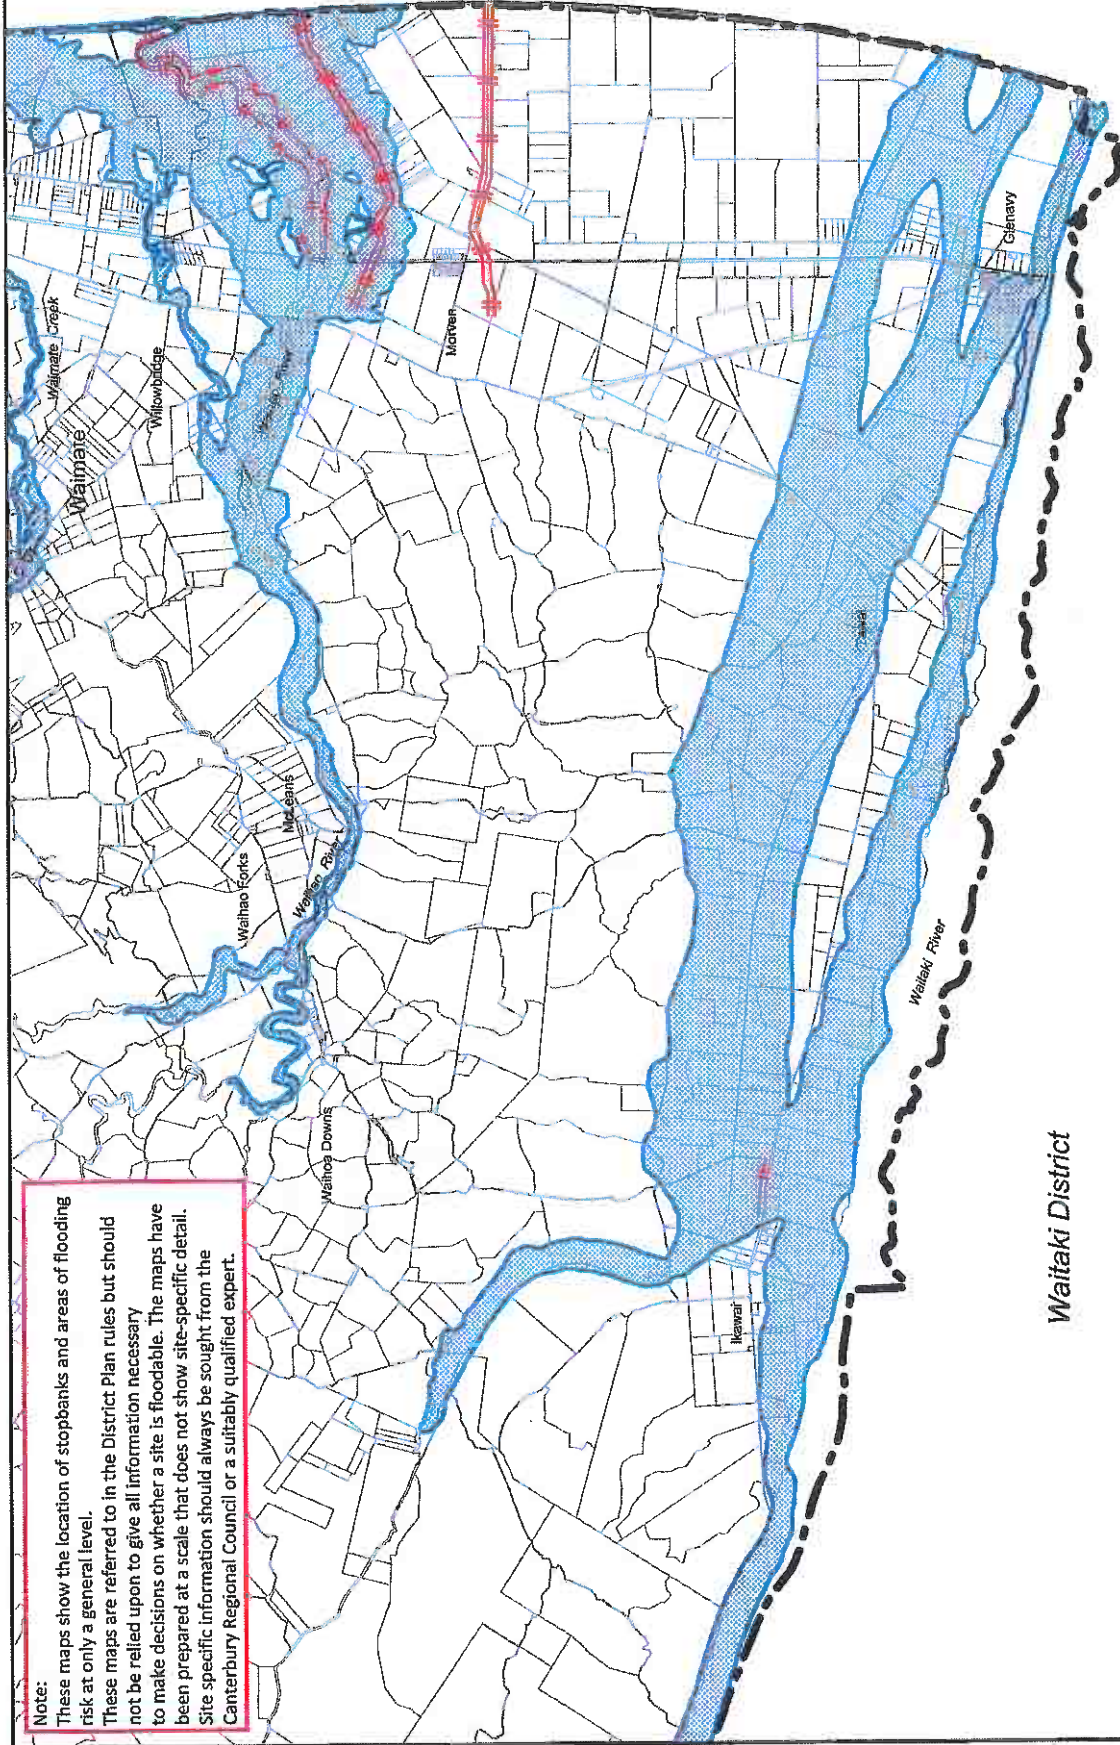 Note:
These maps show the location of stopbanks and areas of flooding
risk at only a general level.
These maps are referred to in the District Plan rules but should
not be relied upon to give all information necessary
to make decisions on whether a site is floodable. The maps have
been prepared at a scale that does not show site-specific detail.
Site specific information should always be sought from the
Canterbury Regional Council or a suitably qualified expert.
Waimate Creek
Waimate
Willowbridge
McLeans
Waihao Forks
Waihao River
Waihoa Downs
Morven
Glenavy
Ikawai
Waitaki River
Waitaki District